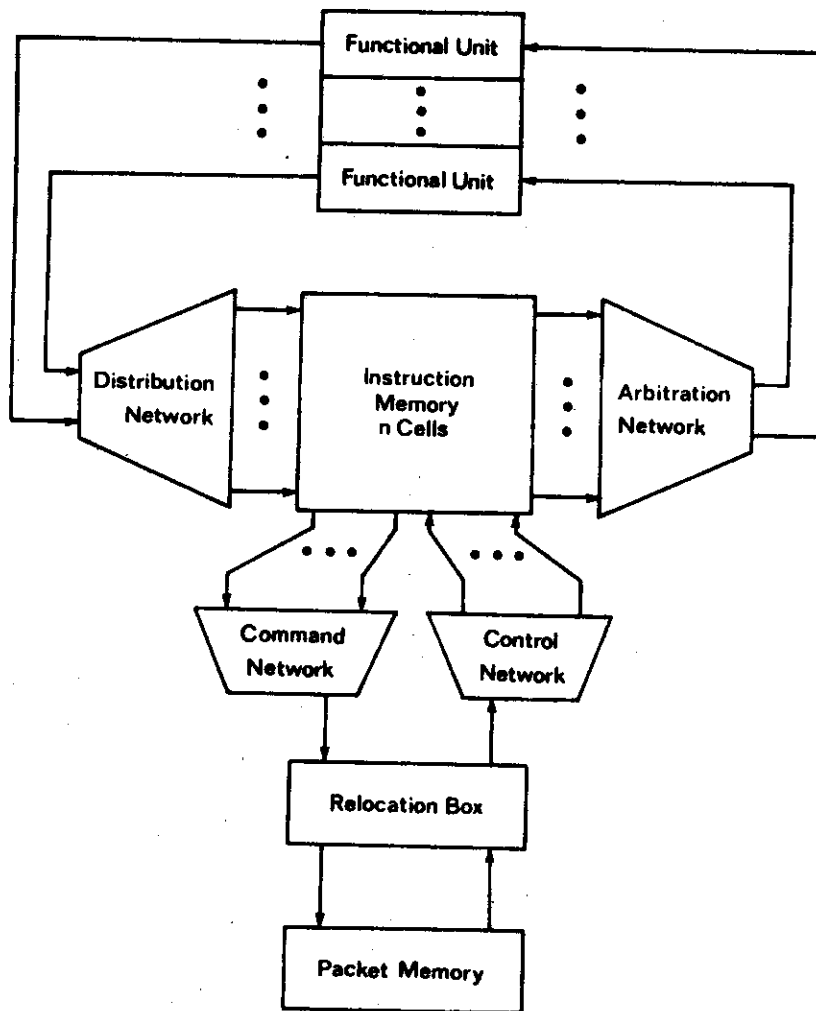 Functional Unit
Functional Unit
Distribution
Network
Instruction
Memory
n Cells
Arbitration
Network
Command
Network
Control
Network
Relocation Box
Packet Memory